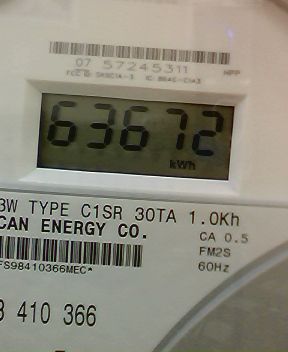 07 57245311
HPP
63672
kWh
3W TYPE C1SR 30TA 1.0Kh
CAN ENERGY CO.
CA 0.5
FM2S
60Hz
FS98410366MEC*
3 410 366